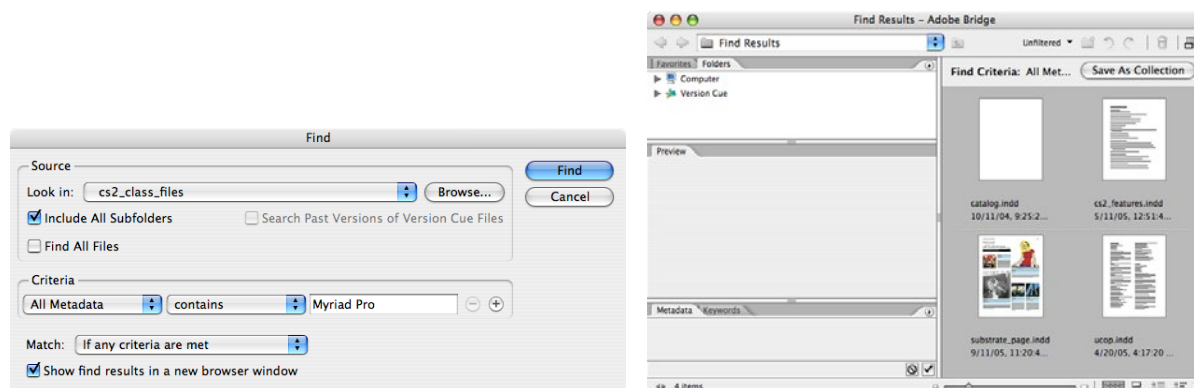 Find
Source
Look in: cs2_class_files Browse...
Include All Subfolders Search Past Versions of Version Cue Files
Find All Files
Find
Cancel
Criteria
All Metadata contains Myriad Pro
Match: If any criteria are met
Show find results in a new browser window
Find Results – Adobe Bridge
Find Results Unfiltered
Favorites Folders
Computer
Version Cue
Find Criteria: All Met... Save As Collection
Preview
catalog.indd cs2_features.indd
10/11/04, 9:25:2... 5/11/05, 12:51:4...
Metadata Keywords
substrate_page.indd ucop.indd
9/11/05, 11:20:4... 4/20/05, 4:17:20 ...
4 items